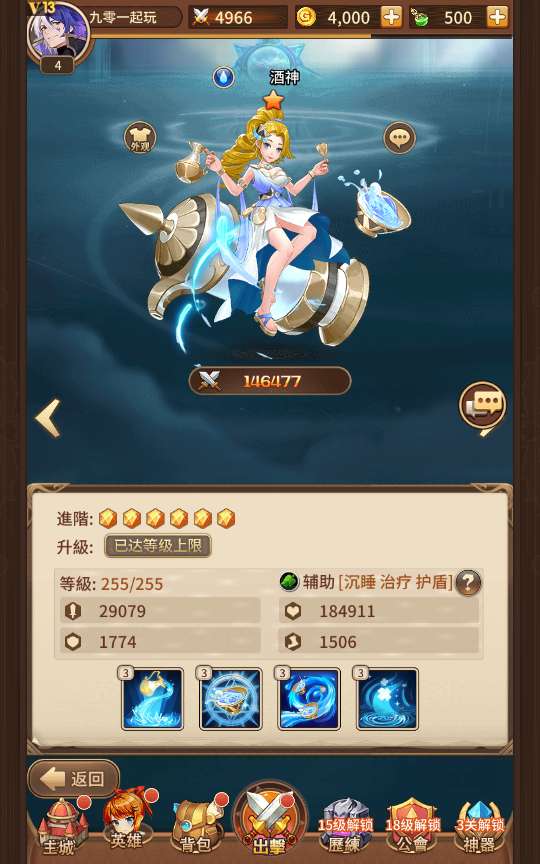 V13
九零一起玩
4966
G
4,000
500
4
酒神
外观
146477
進階:
升級: 已达等级上限
等級: 255/255
辅助 [沉睡 治疗 护盾] ?
29079
184911
1774
1506
3
3
3
3
返回
主城
英雄
背包
出擊
15级解锁
歷練
18级解锁
公會
3关解锁
神器